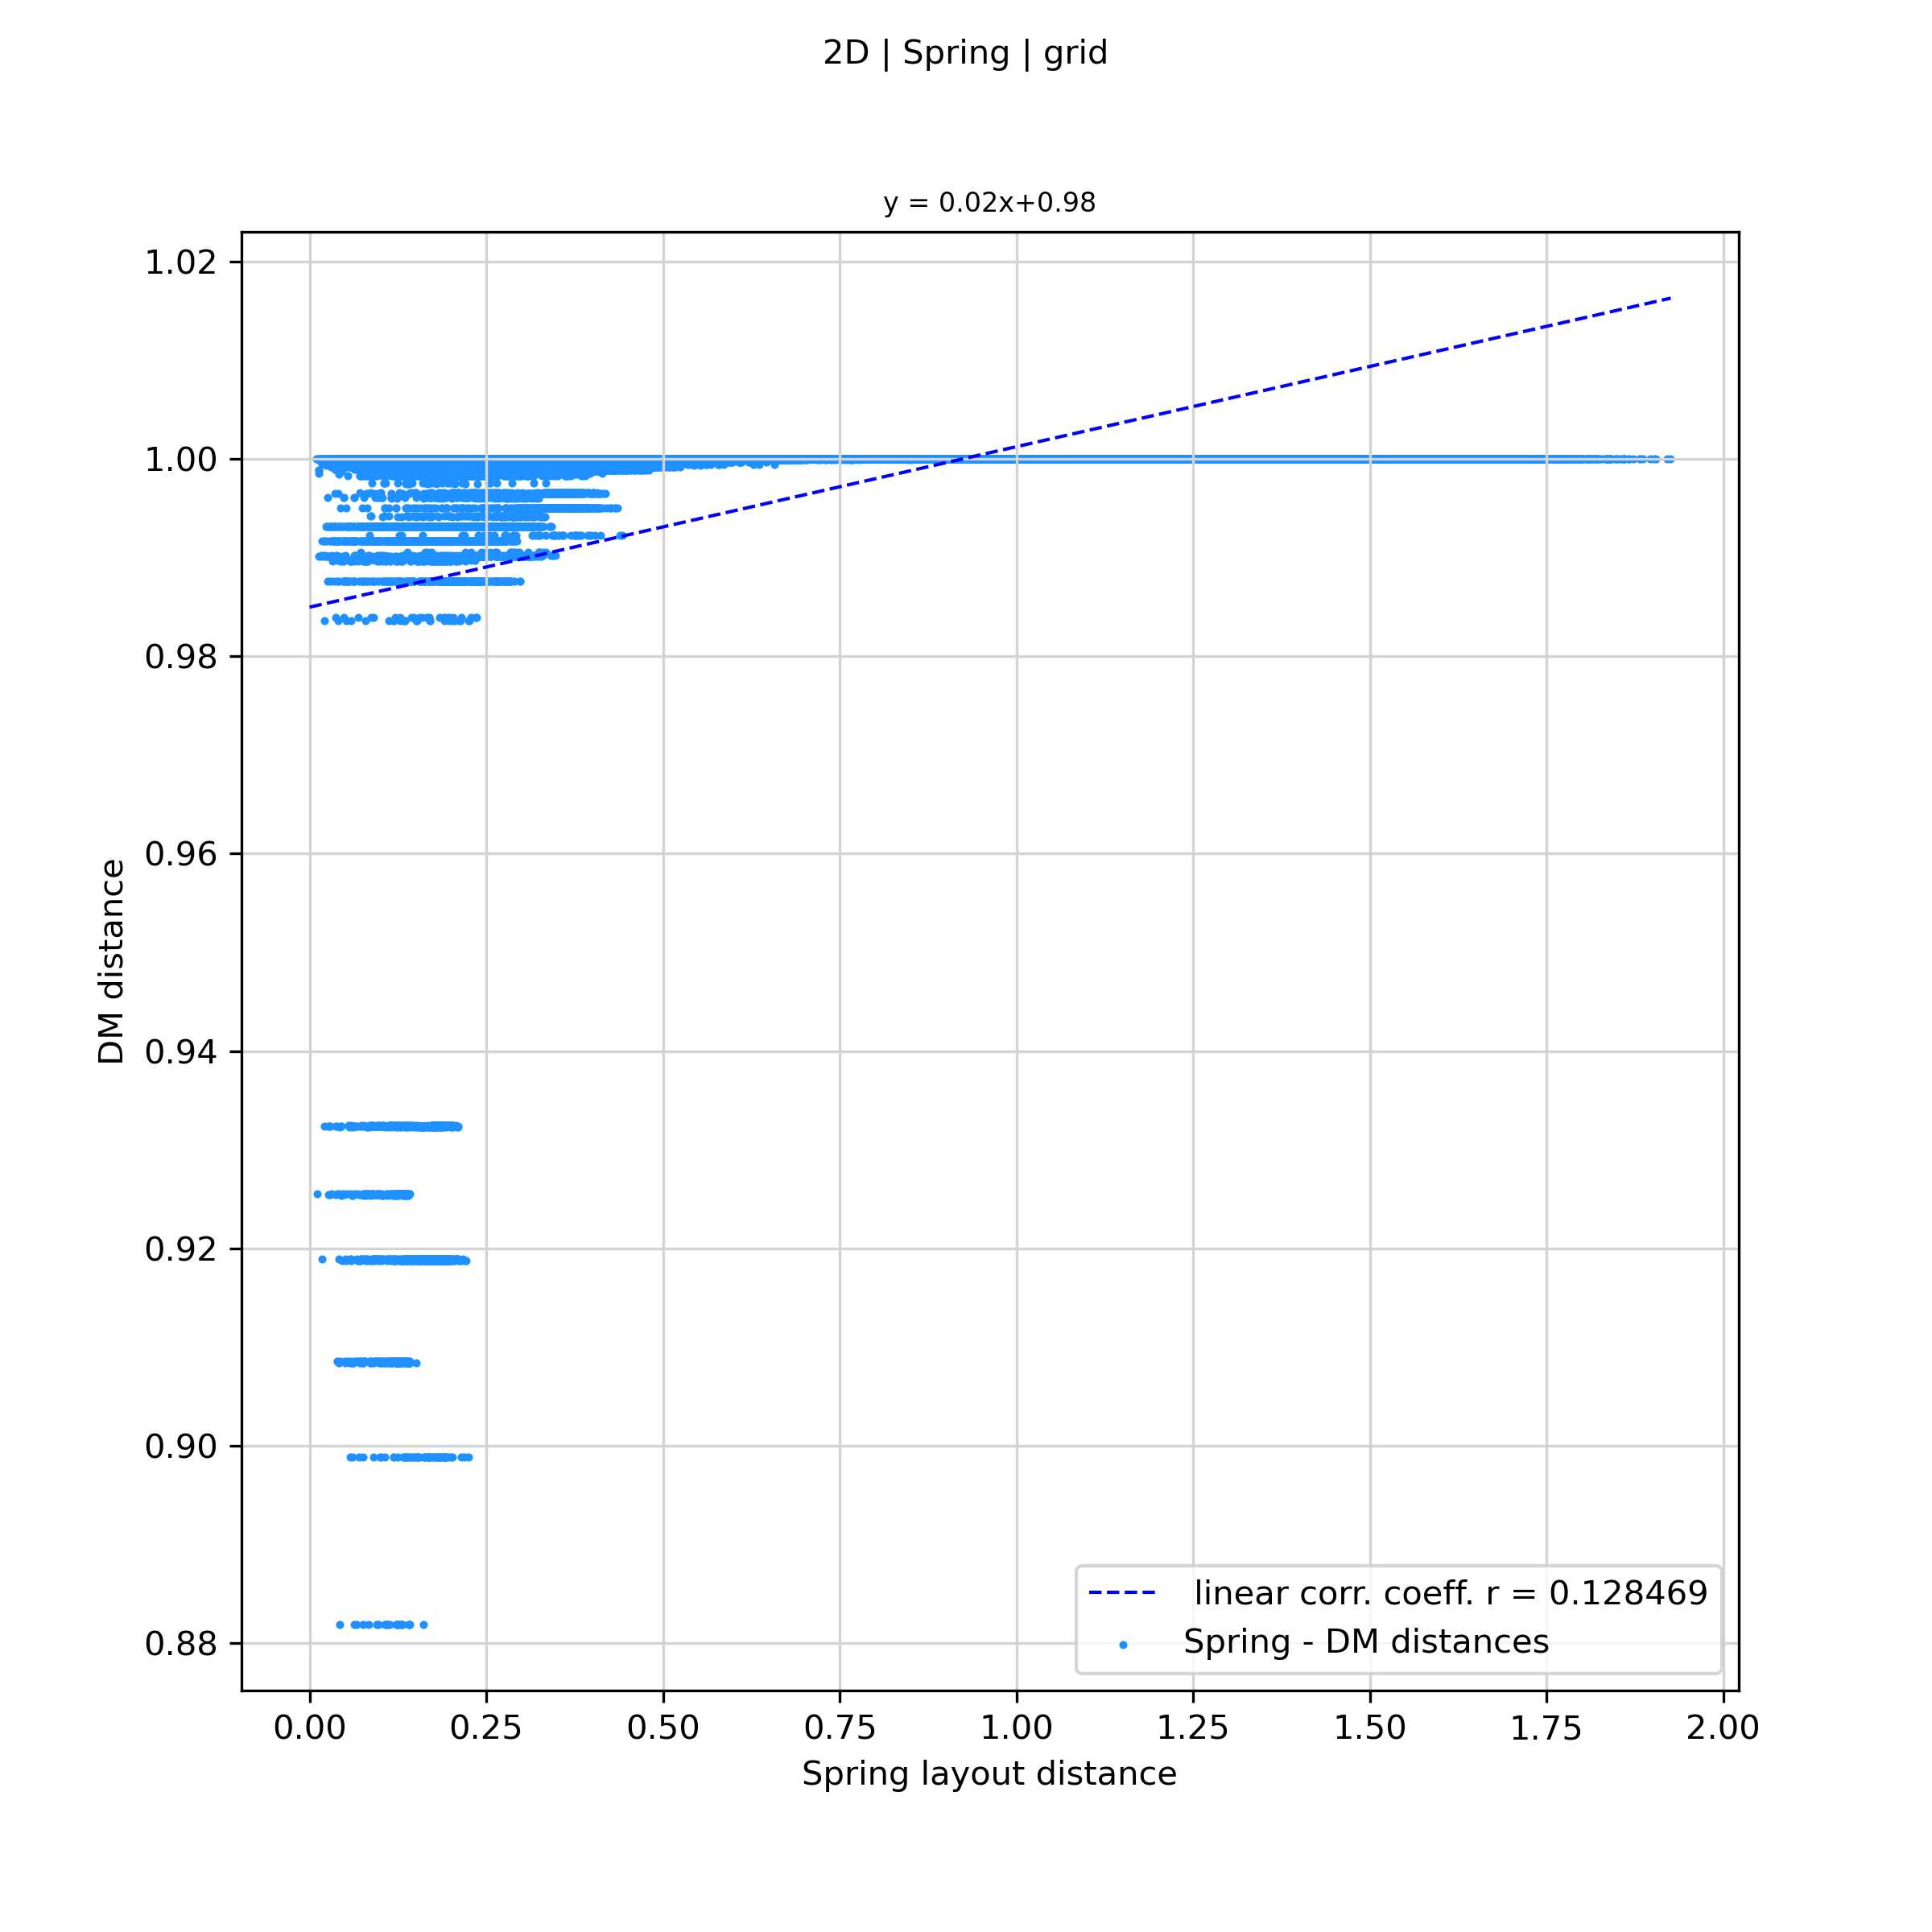 2D | Spring | grid
y = 0.02x+0.98
1.02
1.00
0.98
0.96
0.94
0.92
0.90
0.88
DM distance
linear corr. coeff. r = 0.128469
Spring - DM distances
0.00 0.25 0.50 0.75 1.00 1.25 1.50 1.75 2.00
Spring layout distance